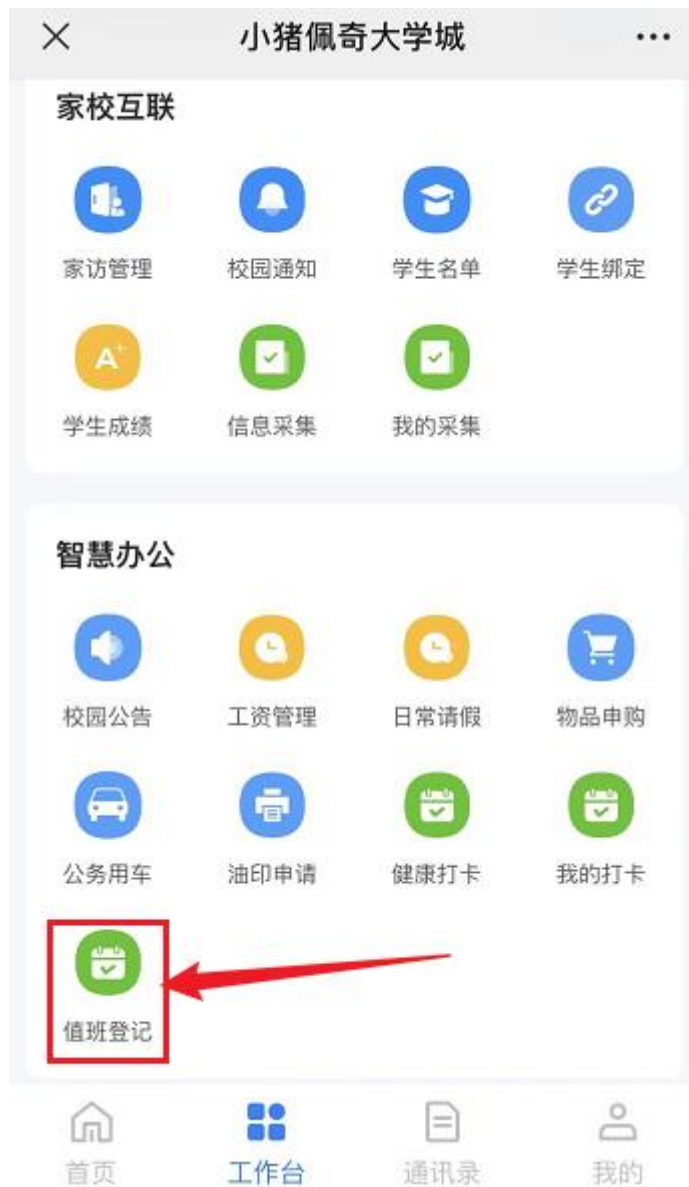 小猪佩奇大学城
家校互联
家访管理 校园通知 学生名单 学生绑定
A+
学生成绩 信息采集 我的采集
智慧办公
校园公告 工资管理 日常请假 物品申购
公务用车 油印申请 健康打卡 我的打卡
值班登记
首页 工作台 通讯录 我的